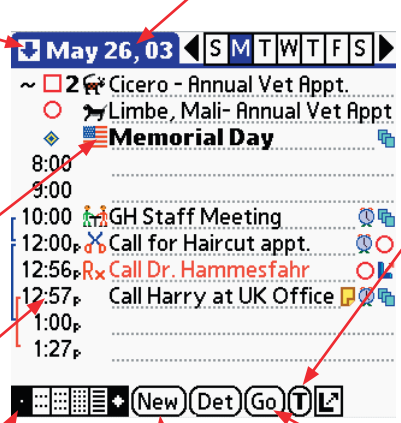 May 26, 03 S M T W T F S
~ 2 Cicero - Annual Vet Appt.
Limbe, Mali- Annual Vet Appt
Memorial Day
8:00
9:00
10:00 GH Staff Meeting
12:00P Call for Haircut appt.
12:56P Rx Call Dr. Hammesfahr
12:57P Call Harry at UK Office
1:00P
1:27P
New Det Go T